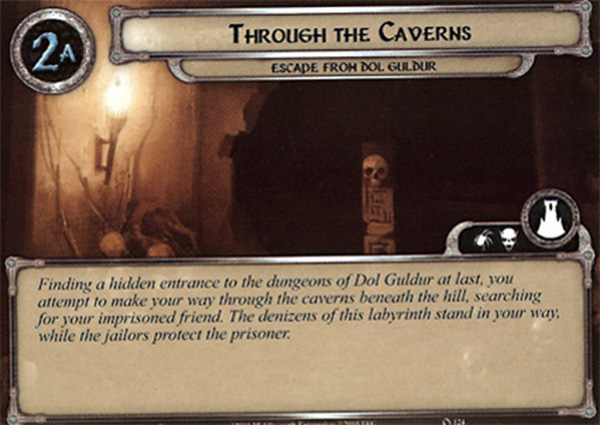 2A
THROUGH THE CAVERNS
ESCAPE FROM DOL GULDUR
Finding a hidden entrance to the dungeons of Dol Guldur at last, you
attempt to make your way through the caverns beneath the hill, searching
for your imprisoned friend. The denizens of this labyrinth stand in your way,
while the jailors protect the prisoner.
124